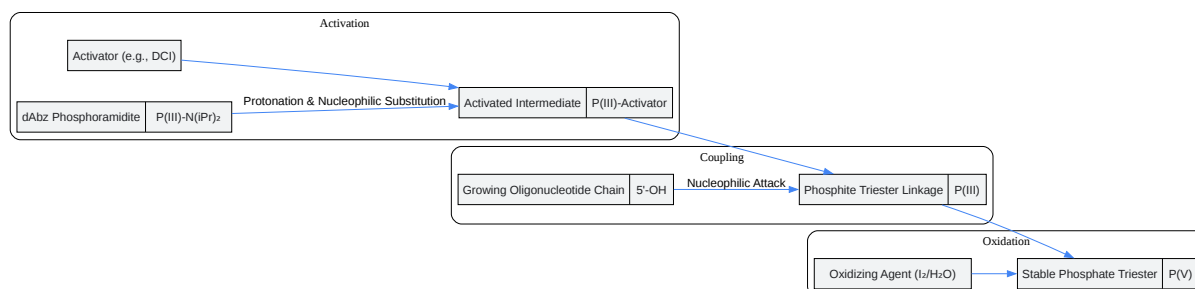 Activation
Activator (e.g., DCI)
Protonation & Nucleophilic Substitution
dAbz Phosphoramidite P(III)-N(iPr)₂
Activated Intermediate P(III)-Activator
Coupling
Growing Oligonucleotide Chain 5'-OH
Nucleophilic Attack
Phosphite Triester Linkage P(III)
Oxidation
Oxidizing Agent (I₂/H₂O)
Stable Phosphate Triester P(V)